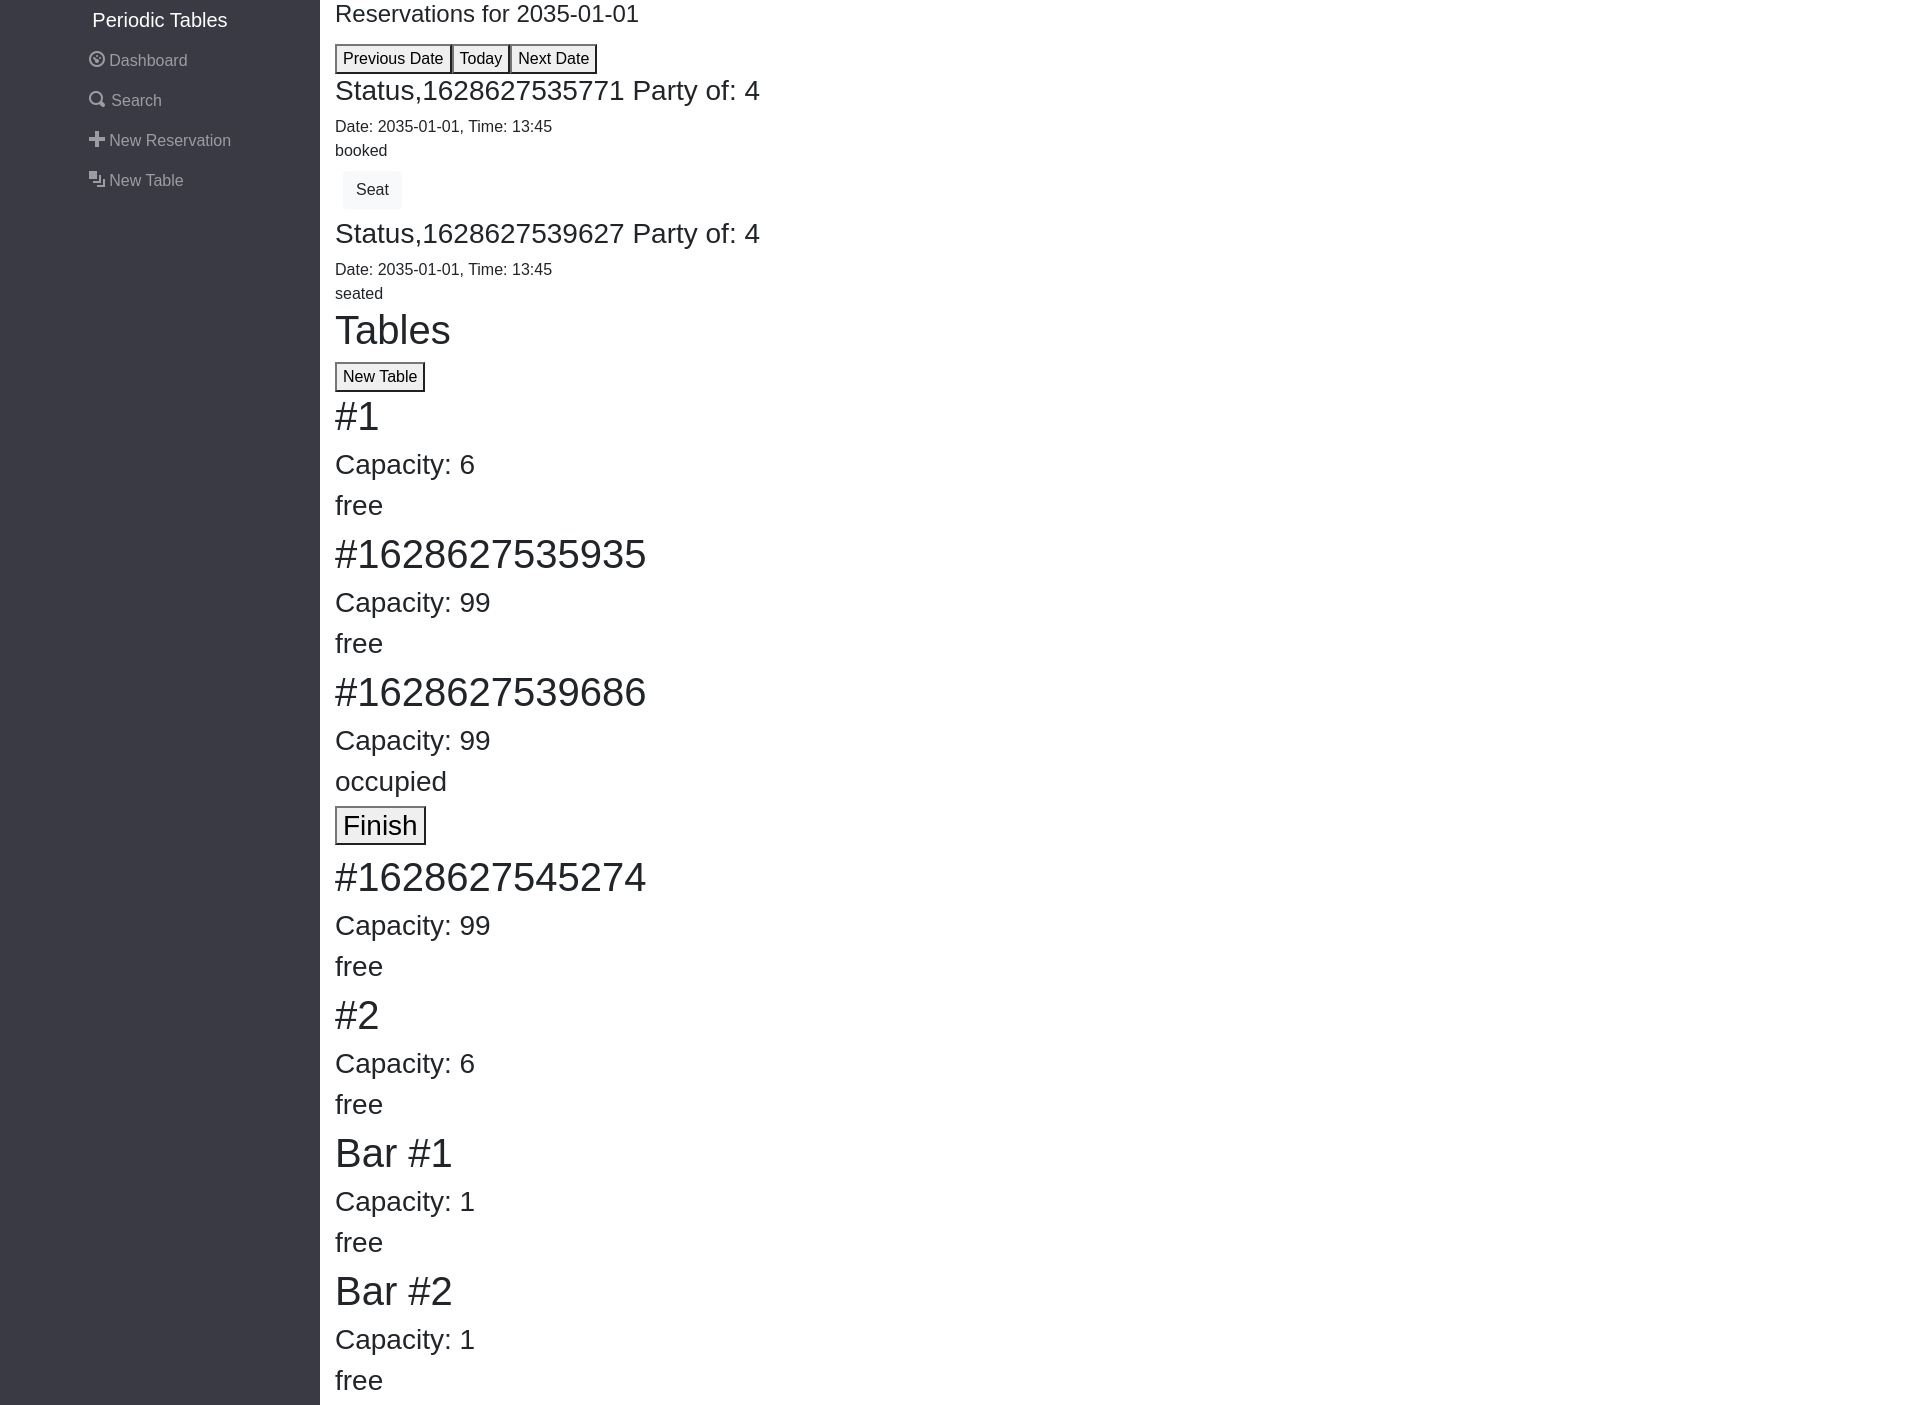 Periodic Tables
Dashboard
Search
New Reservation
New Table
Reservations for 2035-01-01
Previous Date Today Next Date
Status,1628627535771 Party of: 4
Date: 2035-01-01, Time: 13:45
booked
Seat
Status,1628627539627 Party of: 4
Date: 2035-01-01, Time: 13:45
seated
Tables
New Table
#1
Capacity: 6
free
#1628627535935
Capacity: 99
free
#1628627539686
Capacity: 99
occupied
Finish
#1628627545274
Capacity: 99
free
#2
Capacity: 6
free
Bar #1
Capacity: 1
free
Bar #2
Capacity: 1
free